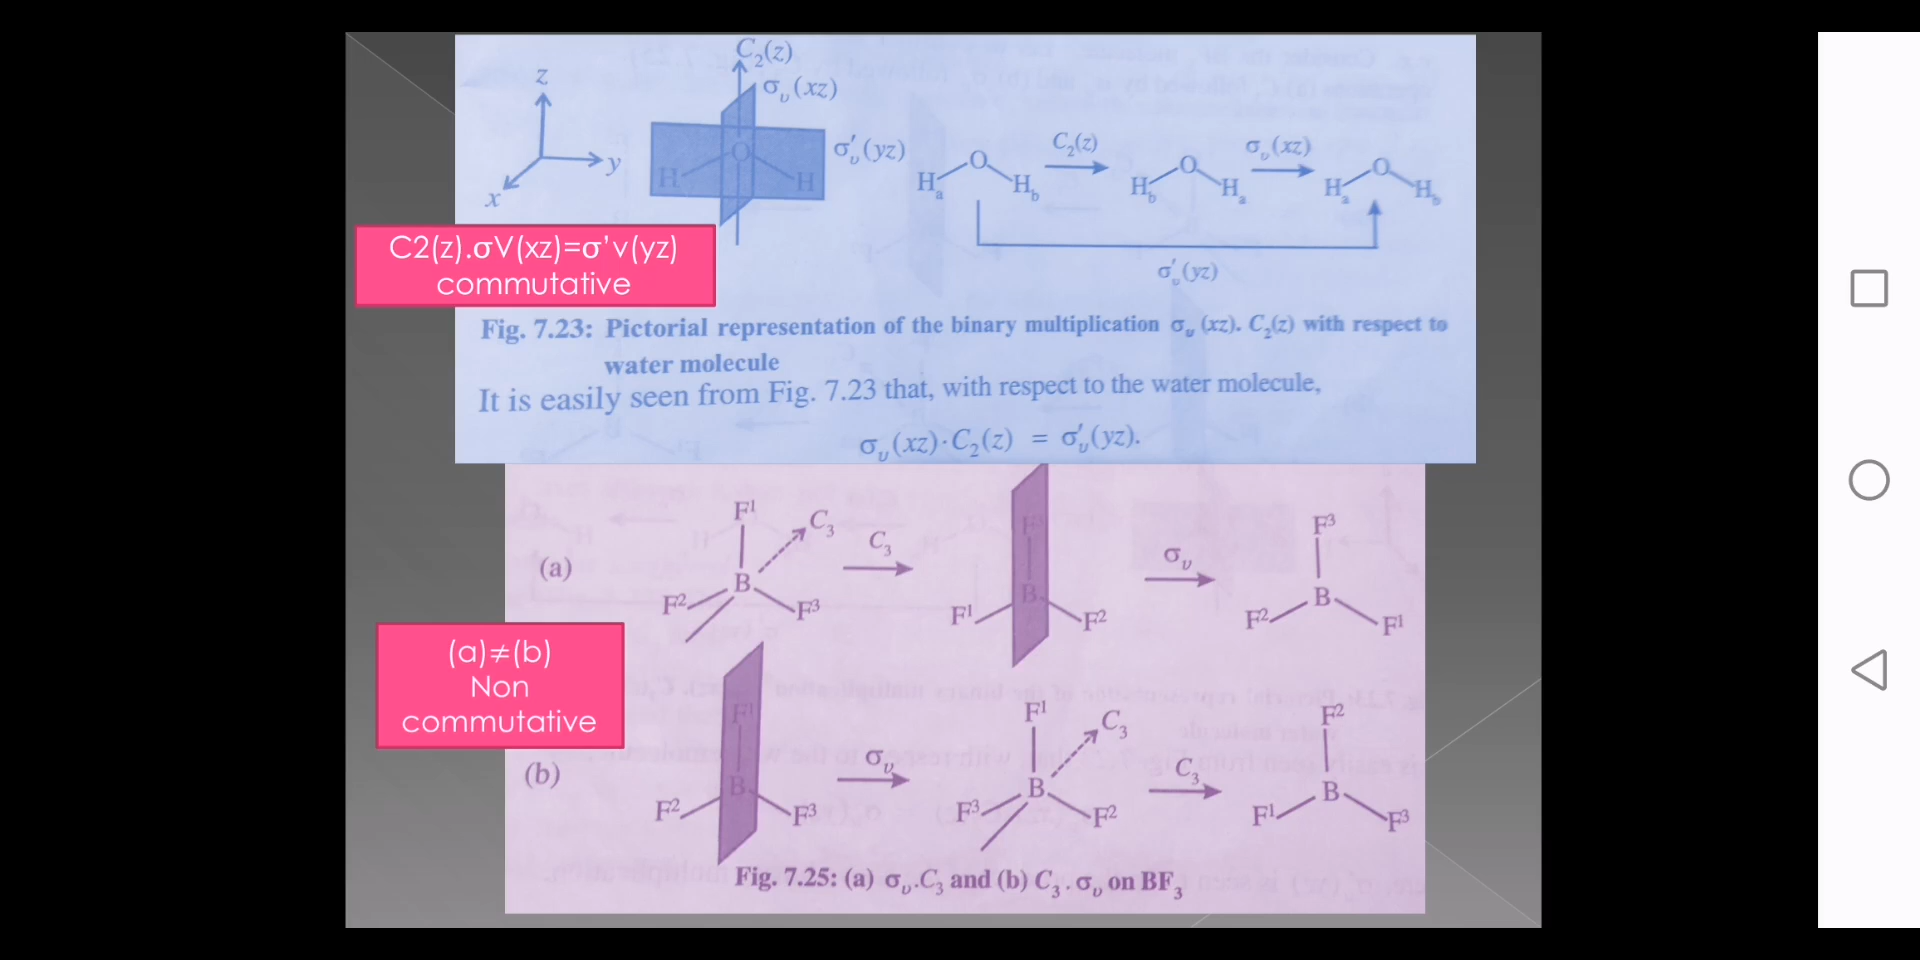 C₂(z)
σᵥ(xz)
z
y
x
O
H
H
σ′ᵥ(yz)
C₂(z)
σᵥ(xz)
Hₐ O H_b
H_b O Hₐ
Hₐ O H_b
σ′ᵥ(yz)
C2(z).σV(xz)=σ’v(yz)
commutative
Fig. 7.23: Pictorial representation of the binary multiplication σᵥ (xz). C₂(z) with respect to
water molecule
It is easily seen from Fig. 7.23 that, with respect to the water molecule,
σᵥ(xz)·C₂(z) = σ′ᵥ(yz).
(a)
F¹ C₃
B
F² F³
C₃
F³
B
F¹ F²
σᵥ
F³
B
F² F¹
(a)≠(b)
Non
commutative
(b)
F¹
B
F² F³
σᵥ
F¹ C₃
B
F³ F²
C₃
F²
B
F¹ F³
Fig. 7.25: (a) σᵥ.C₃ and (b) C₃ . σᵥ on BF₃